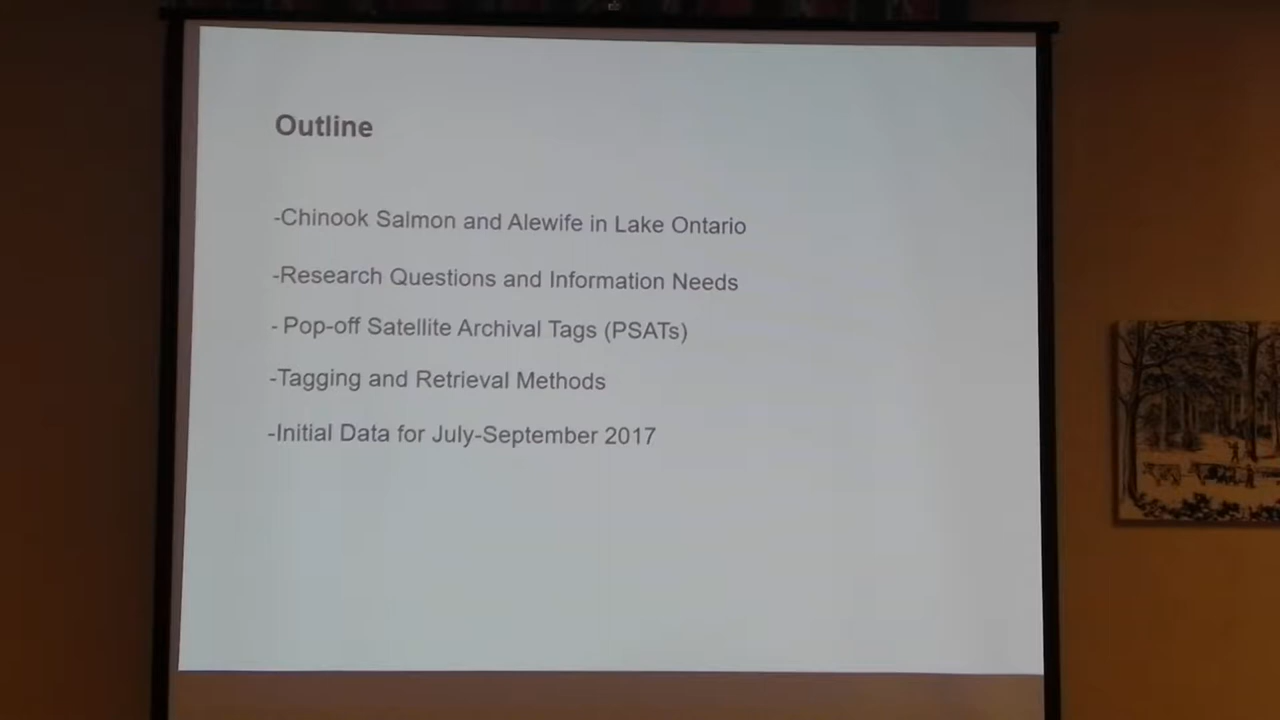 Outline
-Chinook Salmon and Alewife in Lake Ontario
-Research Questions and Information Needs
- Pop-off Satellite Archival Tags (PSATs)
-Tagging and Retrieval Methods
-Initial Data for July-September 2017